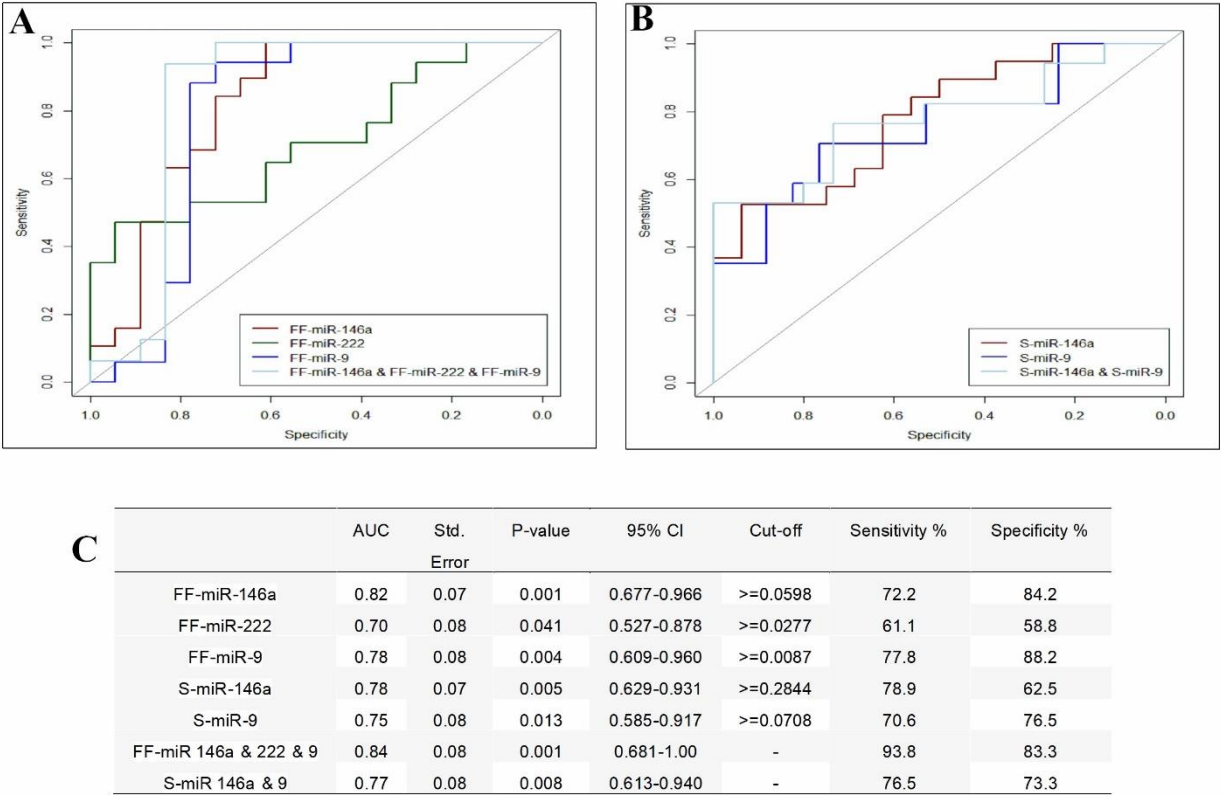 A
1.0
0.8
0.6
0.4
0.2
0.0
Sensitivity
FF-miR-146a
FF-miR-222
FF-miR-9
FF-miR-146a & FF-miR-222 & FF-miR-9
1.0 0.8 0.6 0.4 0.2 0.0
Specificity
B
1.0
0.8
0.6
0.4
0.2
0.0
Sensitivity
S-miR-146a
S-miR-9
S-miR-146a & S-miR-9
1.0 0.8 0.6 0.4 0.2 0.0
Specificity
C
AUC Std. Error P-value 95% CI Cut-off Sensitivity % Specificity %
FF-miR-146a 0.82 0.07 0.001 0.677-0.966 >=0.0598 72.2 84.2
FF-miR-222 0.70 0.08 0.041 0.527-0.878 >=0.0277 61.1 58.8
FF-miR-9 0.78 0.08 0.004 0.609-0.960 >=0.0087 77.8 88.2
S-miR-146a 0.78 0.07 0.005 0.629-0.931 >=0.2844 78.9 62.5
S-miR-9 0.75 0.08 0.013 0.585-0.917 >=0.0708 70.6 76.5
FF-miR 146a & 222 & 9 0.84 0.08 0.001 0.681-1.00 - 93.8 83.3
S-miR 146a & 9 0.77 0.08 0.008 0.613-0.940 - 76.5 73.3